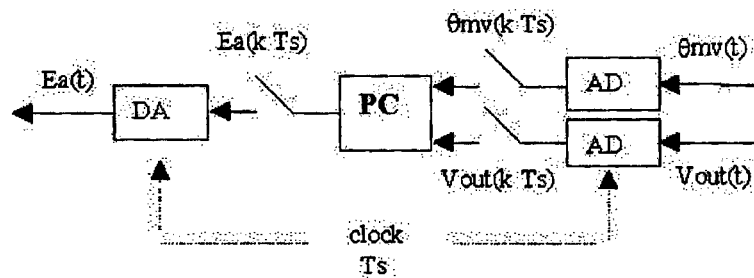 Ea(k Ts)
θmv(k Ts)
θmv(t)
Ea(t)
DA
PC
AD
AD
Vout(k Ts)
Vout(t)
clock
Ts